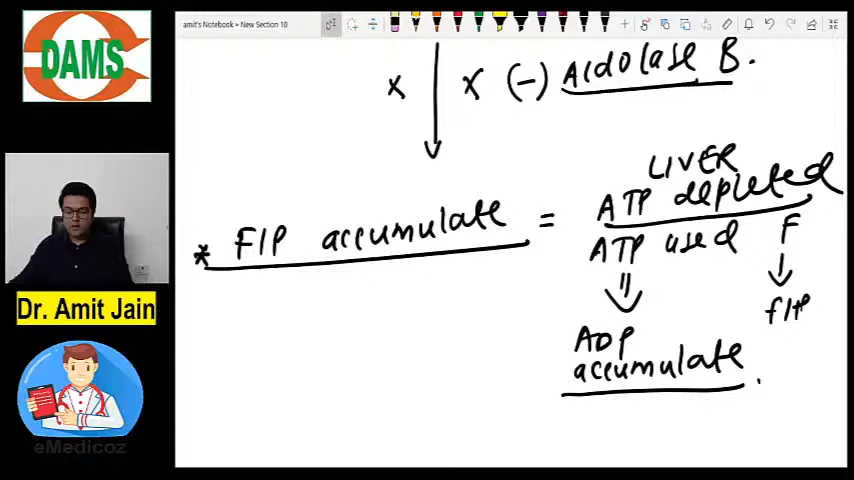 amit's Notebook > New Section 10
DAMS
x x (-) Aldolase B.
LIVER
* F1P accumulate = ATP depleted
ATP used F
F1P
ADP
accumulate.
Dr. Amit Jain
eMedicoz